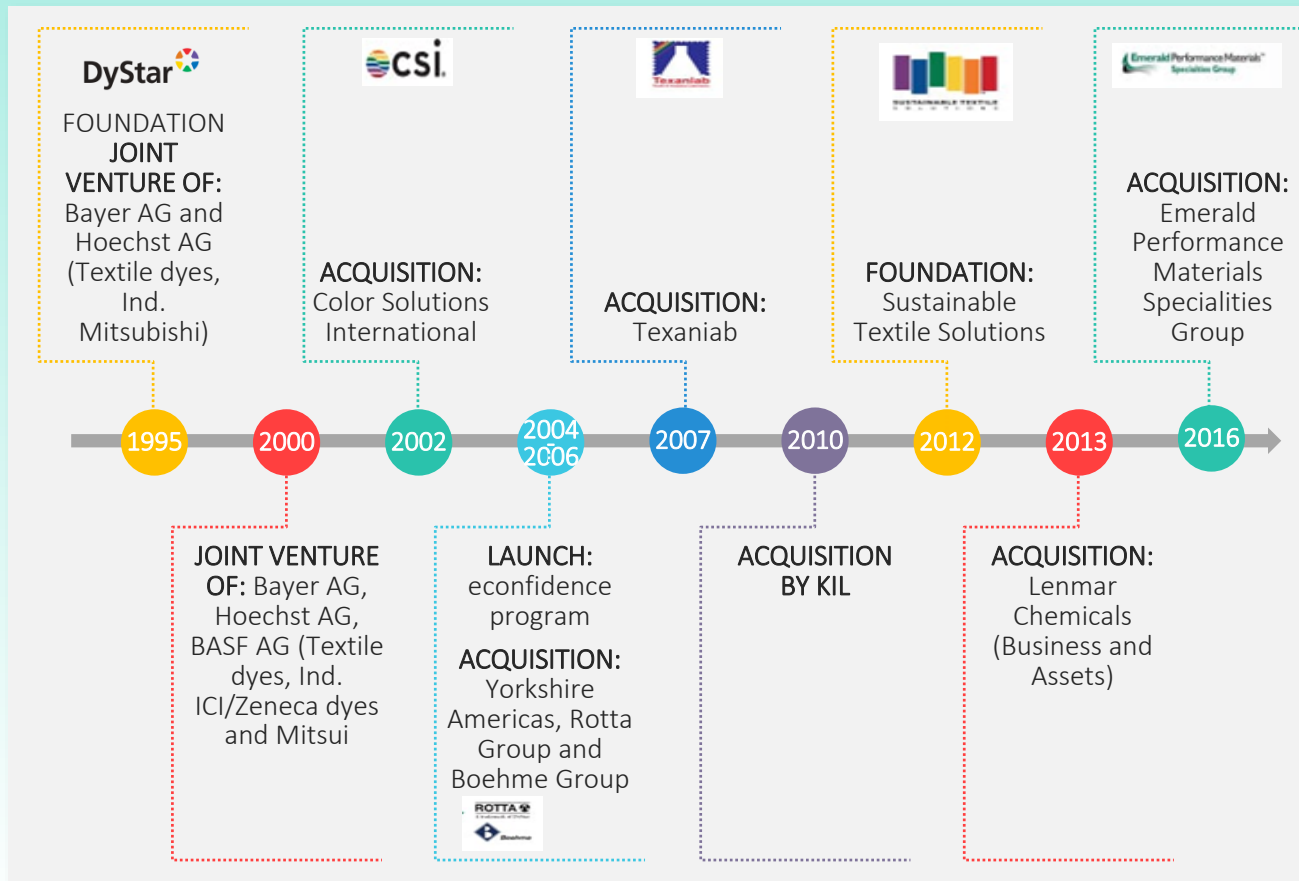 DyStar
FOUNDATION
JOINT
VENTURE OF:
Bayer AG and
Hoechst AG
(Textile dyes,
Ind.
Mitsubishi)
csi.
ACQUISITION:
Color Solutions
International
Texanlab
ACQUISITION:
Texaniab
SUSTAINABLE TEXTILE
SOLUTIONS
FOUNDATION:
Sustainable
Textile Solutions
Emerald Performance Materials™
Specialties Group
ACQUISITION:
Emerald
Performance
Materials
Specialities
Group
1995
2000
2002
2004
-
2006
2007
2010
2012
2013
2016
JOINT VENTURE
OF: Bayer AG,
Hoechst AG,
BASF AG (Textile
dyes, Ind.
ICI/Zeneca dyes
and Mitsui
LAUNCH:
econfidence
program
ACQUISITION:
Yorkshire
Americas, Rotta
Group and
Boehme Group
ROTTA
B Boehme
ACQUISITION
BY KIL
ACQUISITION:
Lenmar
Chemicals
(Business and
Assets)